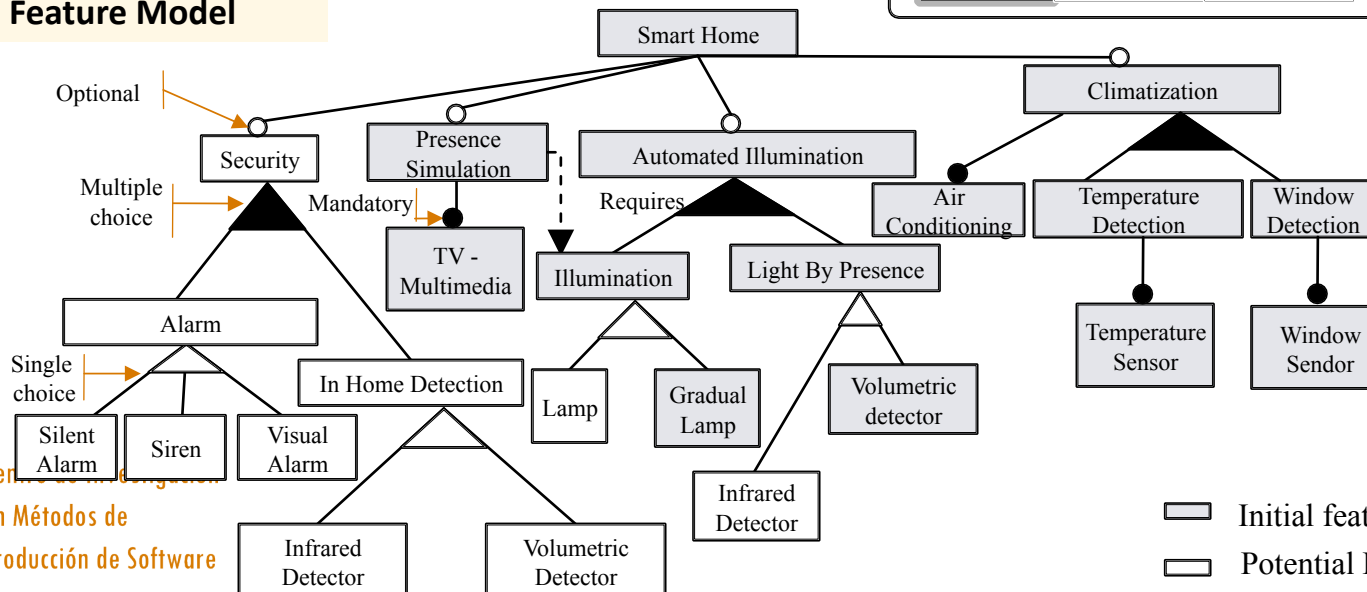 Feature Model
Smart Home
Optional
Climatization
Security
Presence
Simulation
Automated Illumination
Multiple
choice
Mandatory
Requires
Air
Conditioning
Temperature
Detection
Window
Detection
TV -
Multimedia
Illumination
Light By Presence
Alarm
Temperature
Sensor
Window
Sendor
Single
choice
In Home Detection
Lamp
Gradual
Lamp
Volumetric
detector
Silent
Alarm
Siren
Visual
Alarm
Infrared
Detector
Métodos de
de Software
Infrared
Detector
Volumetric
Detector
Initial
Potential